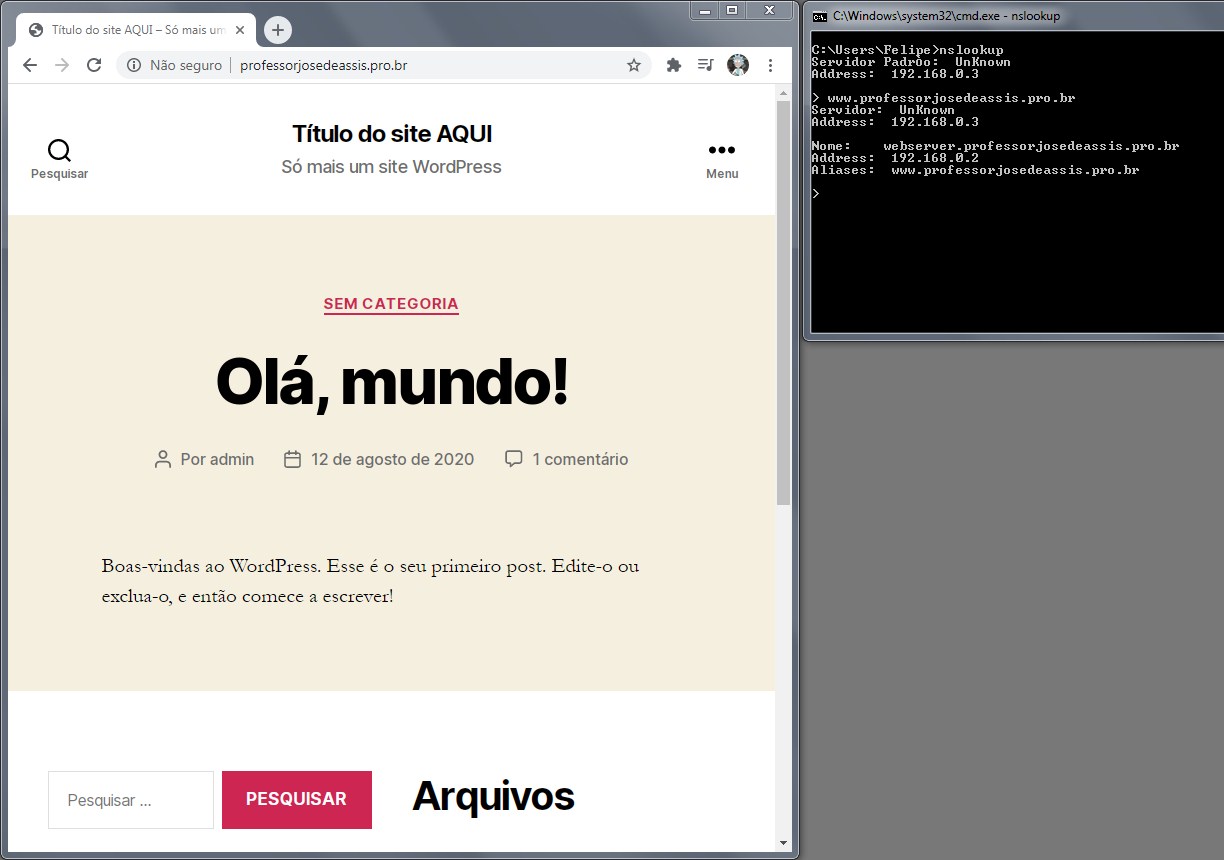 Título do site AQUI – Só mais um
Não seguro
professorjosedeassis.pro.br
Título do site AQUI
Só mais um site WordPress
Pesquisar
Menu
SEM CATEGORIA
Olá, mundo!
Por admin
12 de agosto de 2020
1 comentário
Boas-vindas ao WordPress. Esse é o seu primeiro post. Edite-o ou
exclua-o, e então comece a escrever!
Pesquisar ...
PESQUISAR
Arquivos
C:\Windows\system32\cmd.exe - nslookup
C:\Users\Felipe>nslookup
Servidor Padrõo:  UnKnown
Address:  192.168.0.3
> www.professorjosedeassis.pro.br
Servidor:  UnKnown
Address:  192.168.0.3
Nome:    webserver.professorjosedeassis.pro.br
Address:  192.168.0.2
Aliases:  www.professorjosedeassis.pro.br
>